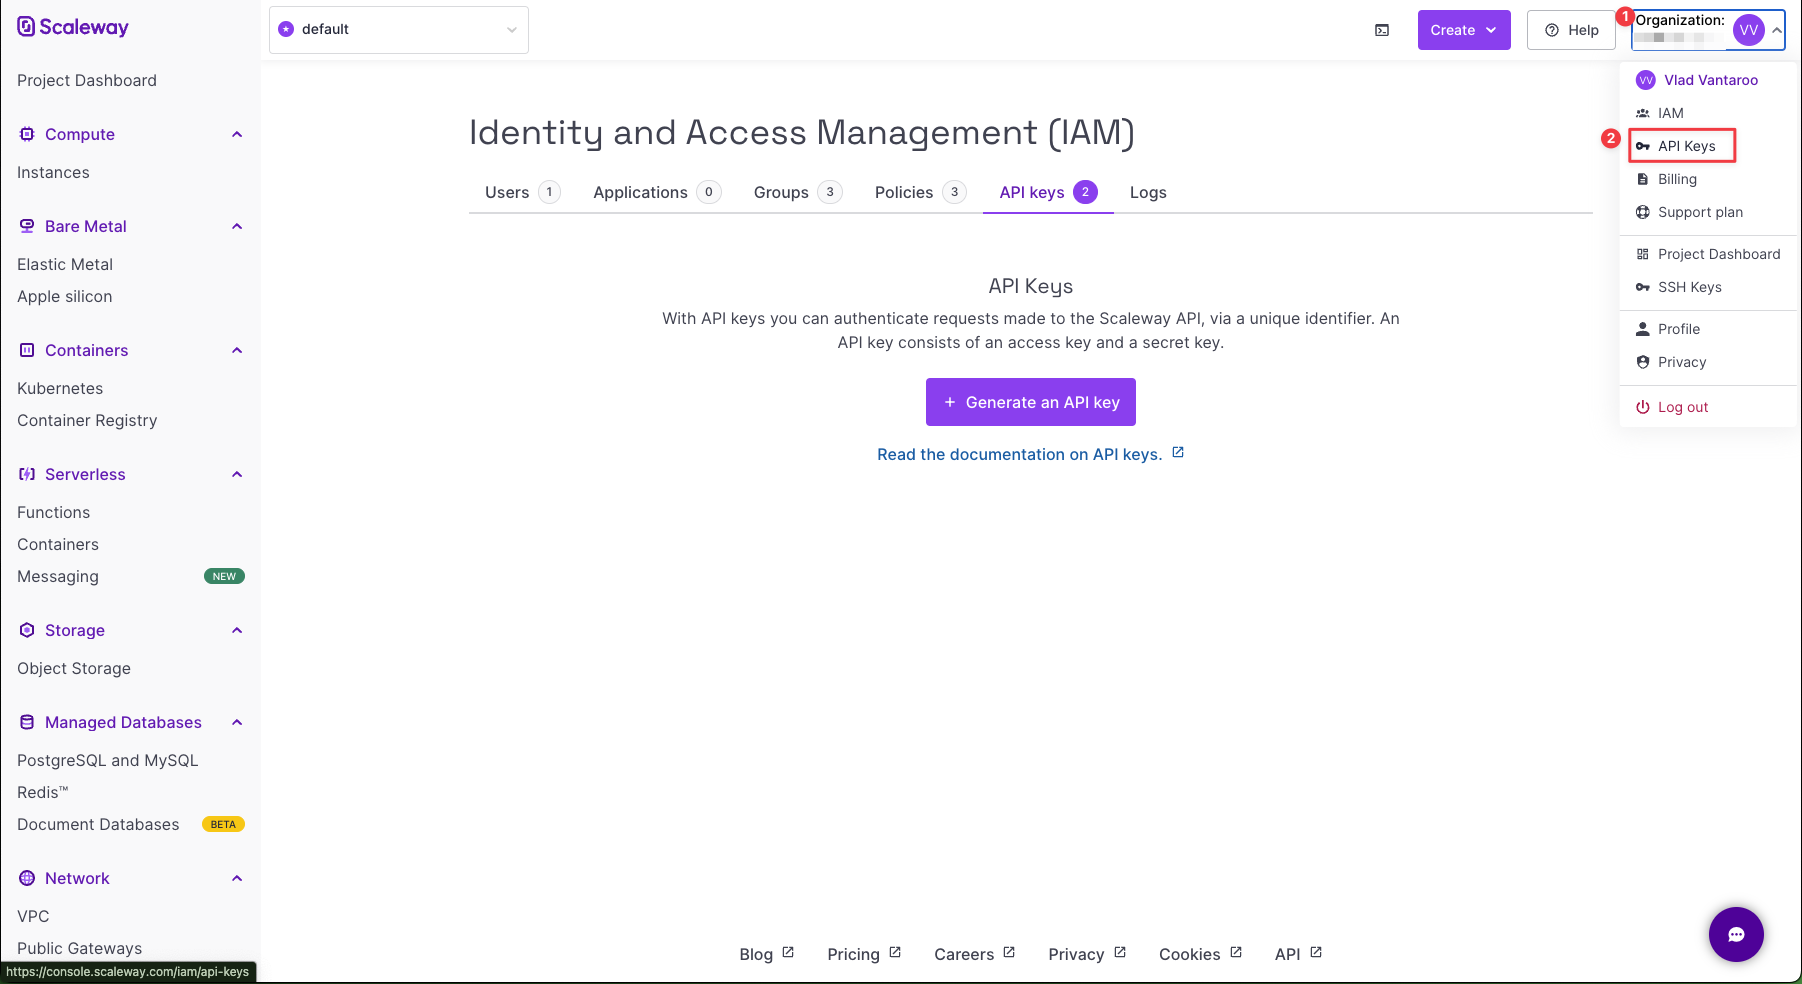 Scaleway
default
Create
Help
1
Organization:
VV
Project Dashboard
Compute
Instances
Bare Metal
Elastic Metal
Apple silicon
Containers
Kubernetes
Container Registry
Serverless
Functions
Containers
Messaging NEW
Storage
Object Storage
Managed Databases
PostgreSQL and MySQL
Redis™
Document Databases BETA
Network
VPC
Public Gateways
https://console.scaleway.com/iam/api-keys
Identity and Access Management (IAM)
Users 1 Applications 0 Groups 3 Policies 3 API keys 2 Logs
API Keys
With API keys you can authenticate requests made to the Scaleway API, via a unique identifier. An
API key consists of an access key and a secret key.
+ Generate an API key
Read the documentation on API keys.
VV Vlad Vantaroo
IAM
2 API Keys
Billing
Support plan
Project Dashboard
SSH Keys
Profile
Privacy
Log out
Blog Pricing Careers Privacy Cookies API